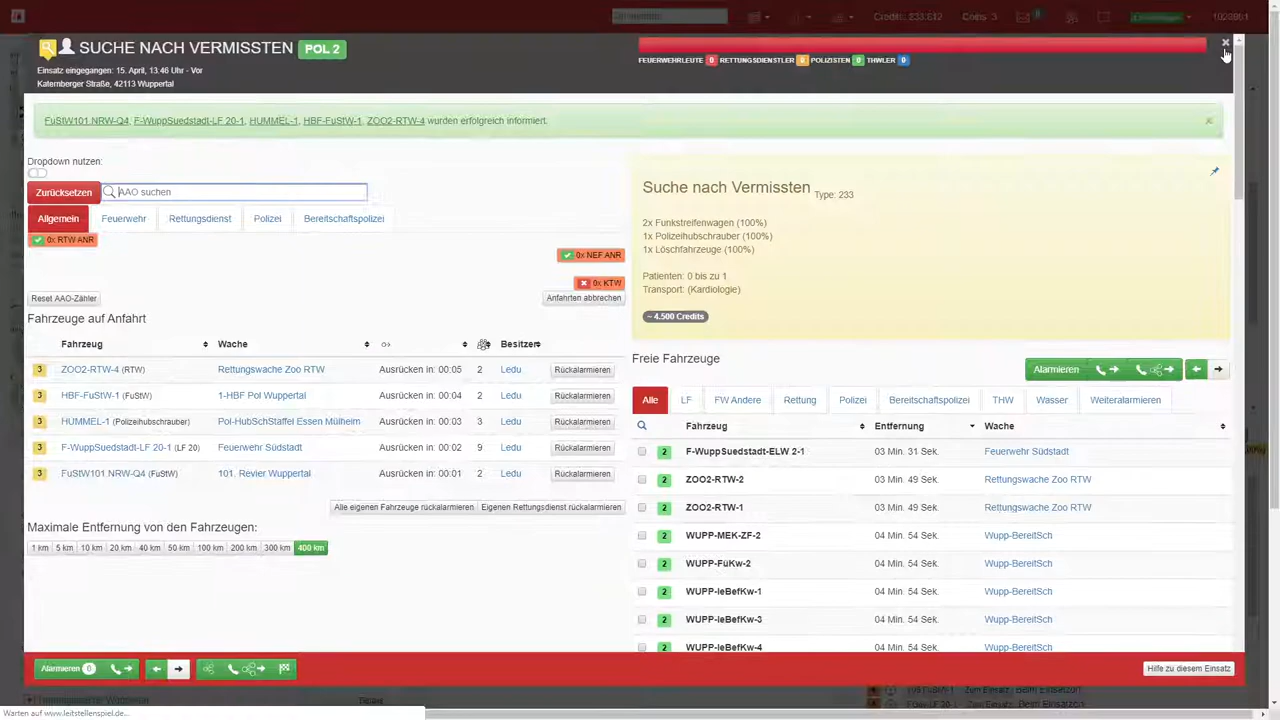 SUCHE NACH VERMISSTEN POL 2
Einsatz eingegangen: 15. April, 13:46 Uhr - Vor
Katernberger Straße, 42113 Wuppertal
FEUERWEHRLEUTE 0 RETTUNGSDIENSTLER 0 POLIZISTEN 0 THWLER 0
FuStW101.NRW-Q4, F-WuppSuedstadt-LF 20-1, HUMMEL-1, HBF-FuStW-1, ZOO2-RTW-4 wurden erfolgreich informiert.
Dropdown nutzen:
Zurücksetzen AAO suchen
Allgemein Feuerwehr Rettungsdienst Polizei Bereitschaftspolizei
0x RTW ANR
0x NEF ANR
0x KTW
Reset AAO-Zähler Anfahrten abbrechen
Fahrzeuge auf Anfahrt
Fahrzeug Wache Besitzer
3 ZOO2-RTW-4 (RTW) Rettungswache Zoo RTW Ausrücken in: 00:05 2 Ledu Rückalarmieren
3 HBF-FuStW-1 (FuStW) 1-HBF Pol Wuppertal Ausrücken in: 00:04 2 Ledu Rückalarmieren
3 HUMMEL-1 (Polizeihubschrauber) Pol-HubSchStaffel Essen Mülheim Ausrücken in: 00:03 3 Ledu Rückalarmieren
3 F-WuppSuedstadt-LF 20-1 (LF 20) Feuerwehr Südstadt Ausrücken in: 00:02 9 Ledu Rückalarmieren
3 FuStW101.NRW-Q4 (FuStW) 101. Revier Wuppertal Ausrücken in: 00:01 2 Ledu Rückalarmieren
Alle eigenen Fahrzeuge rückalarmieren Eigenen Rettungsdienst rückalarmieren
Maximale Entfernung von den Fahrzeugen:
1 km 5 km 10 km 20 km 40 km 50 km 100 km 200 km 300 km 400 km
Suche nach Vermissten Type: 233
2x Funkstreifenwagen (100%)
1x Polizeihubschrauber (100%)
1x Löschfahrzeuge (100%)
Patienten: 0 bis zu 1
Transport: (Kardiologie)
~ 4.500 Credits
Freie Fahrzeuge
Alarmieren
Alle LF FW Andere Rettung Polizei Bereitschaftspolizei THW Wasser Weiteralarmieren
Fahrzeug Entfernung Wache
2 F-WuppSuedstadt-ELW 2-1 03 Min. 31 Sek. Feuerwehr Südstadt
2 ZOO2-RTW-2 03 Min. 49 Sek. Rettungswache Zoo RTW
2 ZOO2-RTW-1 03 Min. 49 Sek. Rettungswache Zoo RTW
2 WUPP-MEK-ZF-2 04 Min. 54 Sek. Wupp-BereitSch
2 WUPP-FüKw-2 04 Min. 54 Sek. Wupp-BereitSch
2 WUPP-leBefKw-1 04 Min. 54 Sek. Wupp-BereitSch
2 WUPP-leBefKw-3 04 Min. 54 Sek. Wupp-BereitSch
2 WUPP-leBefKw-4 04 Min. 54 Sek. Wupp-BereitSch
Alarmieren 0 Hilfe zu diesem Einsatz
Warten auf www.leitstellenspiel.de...